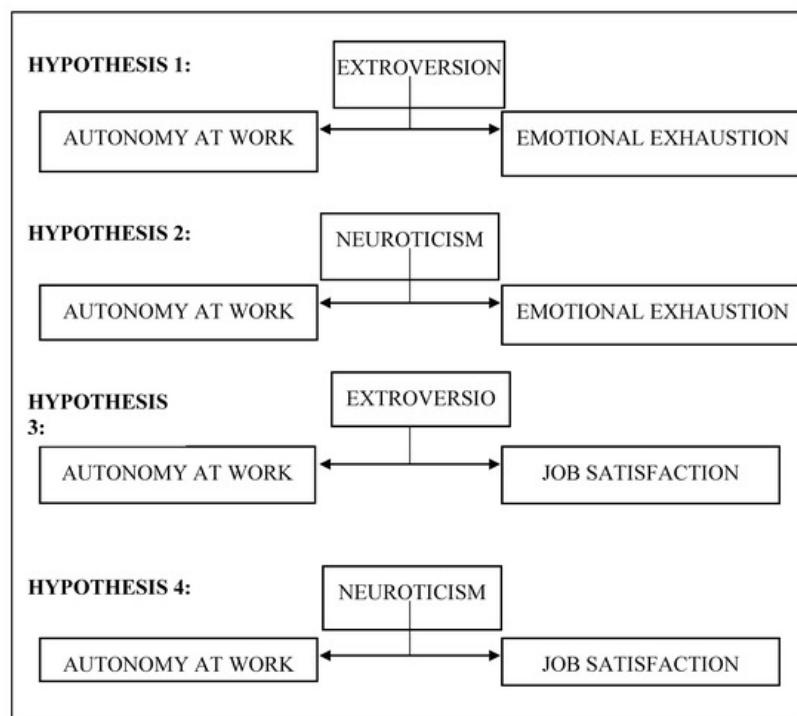 HYPOTHESIS 1:
EXTROVERSION
AUTONOMY AT WORK
EMOTIONAL EXHAUSTION
HYPOTHESIS 2:
NEUROTICISM
AUTONOMY AT WORK
EMOTIONAL EXHAUSTION
HYPOTHESIS
3:
EXTROVERSIO
AUTONOMY AT WORK
JOB SATISFACTION
HYPOTHESIS 4:
NEUROTICISM
AUTONOMY AT WORK
JOB SATISFACTION